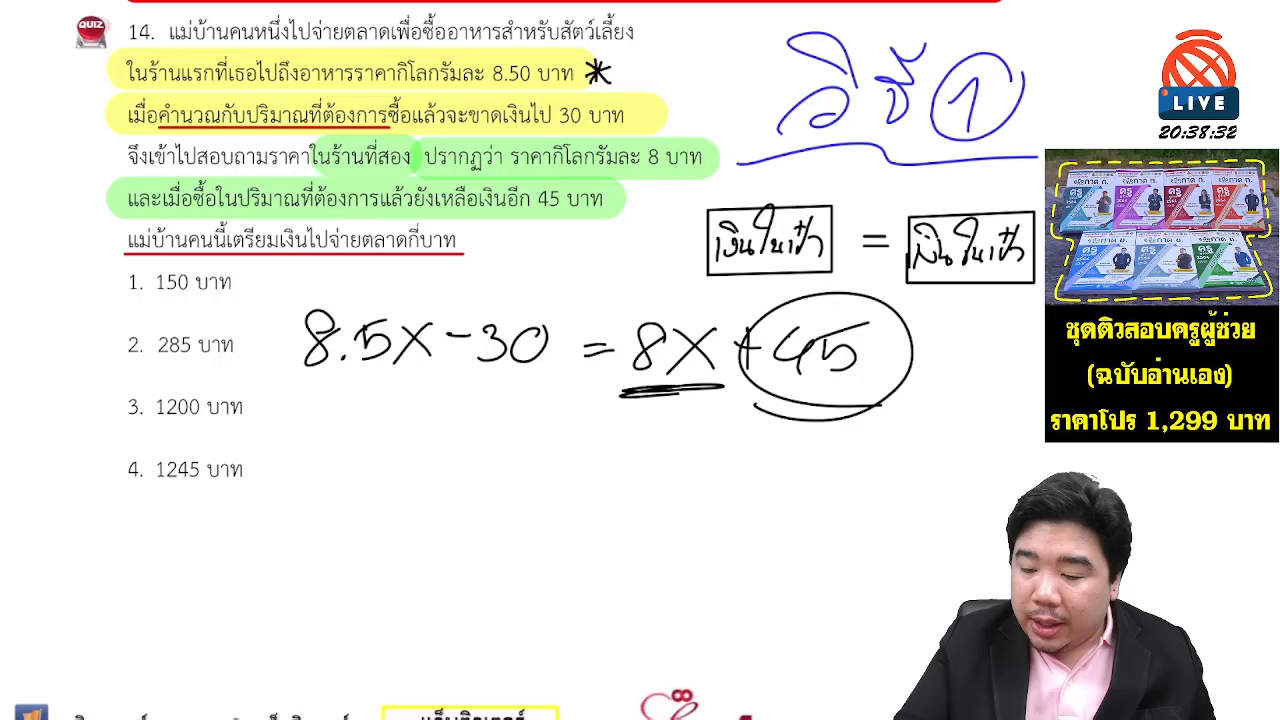 QUIZ
14. แม่บ้านคนหนึ่งไปจ่ายตลาดเพื่อซื้ออาหารสำหรับสัตว์เลี้ยง
ในร้านแรกที่เธอไปถึงอาหารราคากิโลกรัมละ 8.50 บาท *
เมื่อคำนวณกับปริมาณที่ต้องการซื้อแล้วจะขาดเงินไป 30 บาท
จึงเข้าไปสอบถามราคาในร้านที่สอง ปรากฏว่า ราคากิโลกรัมละ 8 บาท
และเมื่อซื้อในปริมาณที่ต้องการแล้วยังเหลือเงินอีก 45 บาท
แม่บ้านคนนี้เตรียมเงินไปจ่ายตลาดกี่บาท
1. 150 บาท
2. 285 บาท
3. 1200 บาท
4. 1245 บาท
วิธี 1
เงินในเป๋า = เงินในเป๋า
8.5x - 30 = 8x + 45
LIVE
20:38:32
ชุดติวสอบครูผู้ช่วย
(ฉบับอ่านเอง)
ราคาโปร 1,299 บาท